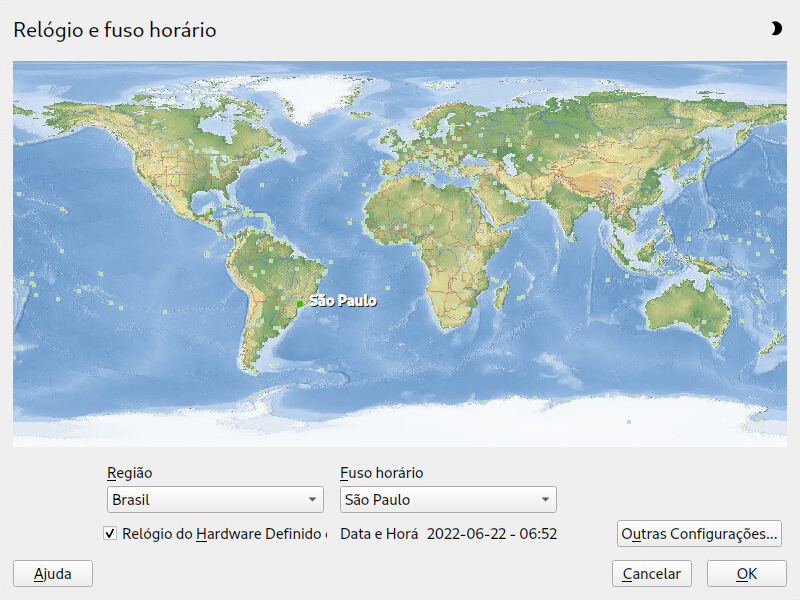 Relógio e fuso horário
São Paulo
Região
Fuso horário
Brasil
São Paulo
Relógio do Hardware Definido
Data e Horá 2022-06-22 - 06:52
Outras Configurações...
Ajuda
Cancelar
OK